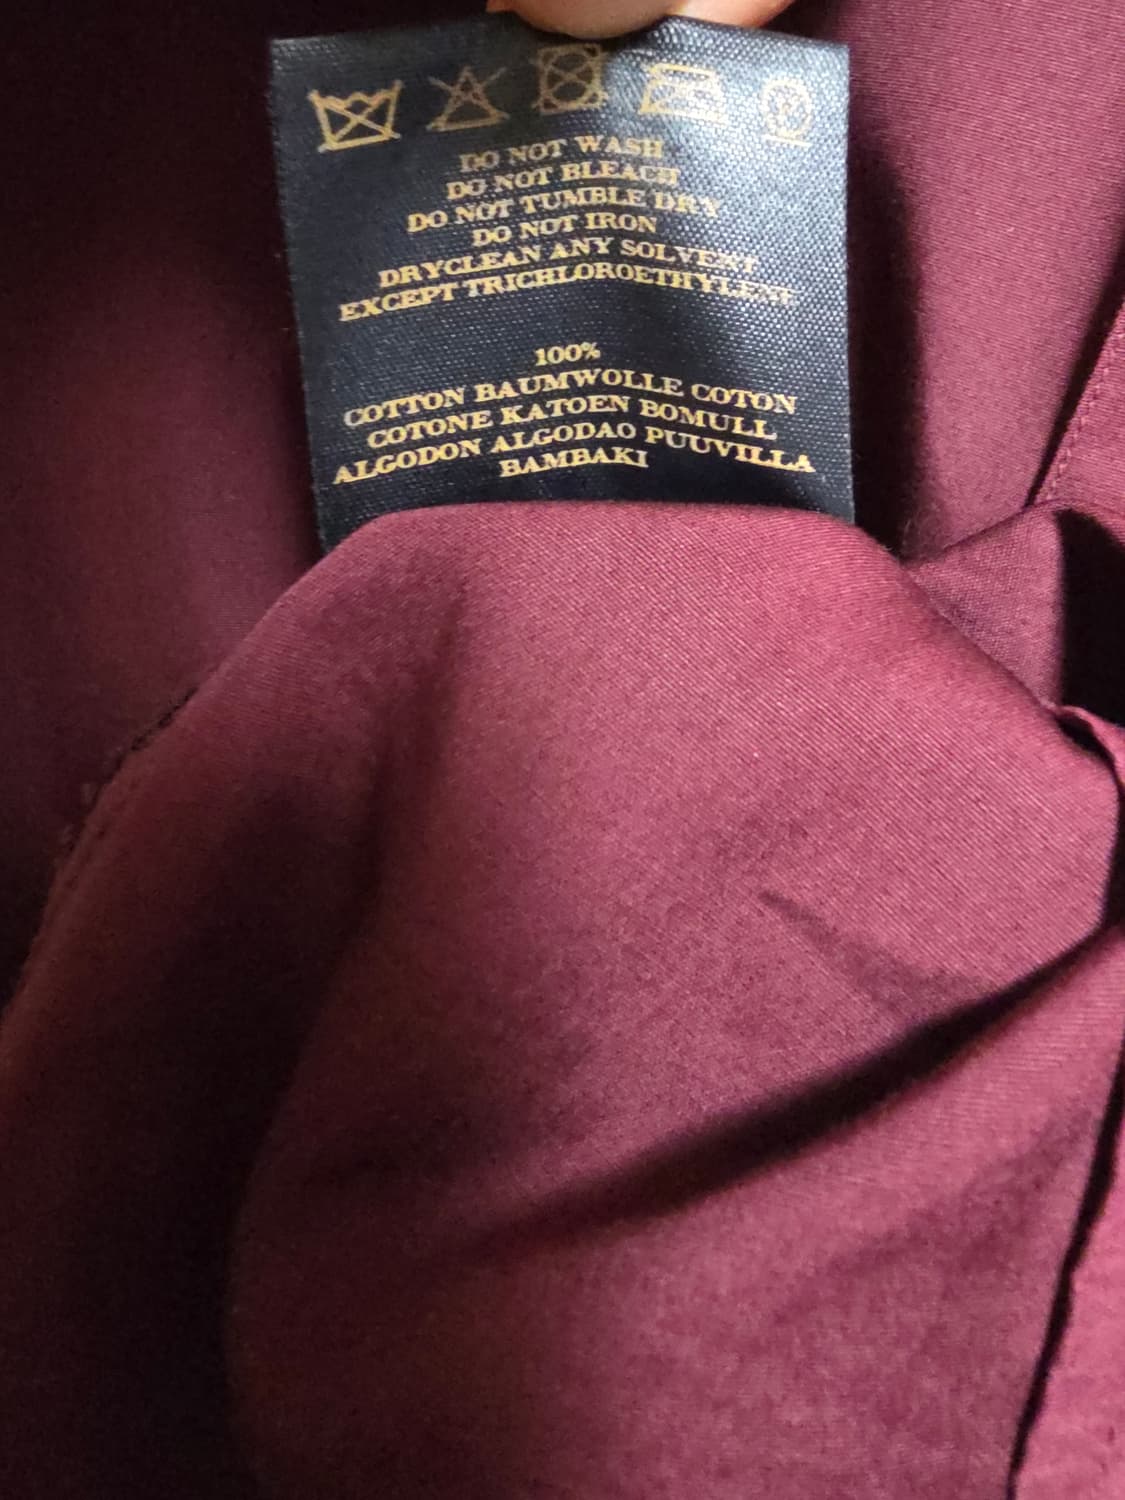 DO NOT WASH
DO NOT BLEACH
DO NOT TUMBLE DRY
DO NOT IRON
DRYCLEAN ANY SOLVENT
EXCEPT TRICHLOROETHYLENE
100%
COTTON BAUMWOLLE COTON
COTONE KATOEN BOMULL
ALGODON ALGODAO PUUVILLA
BAMBAKI